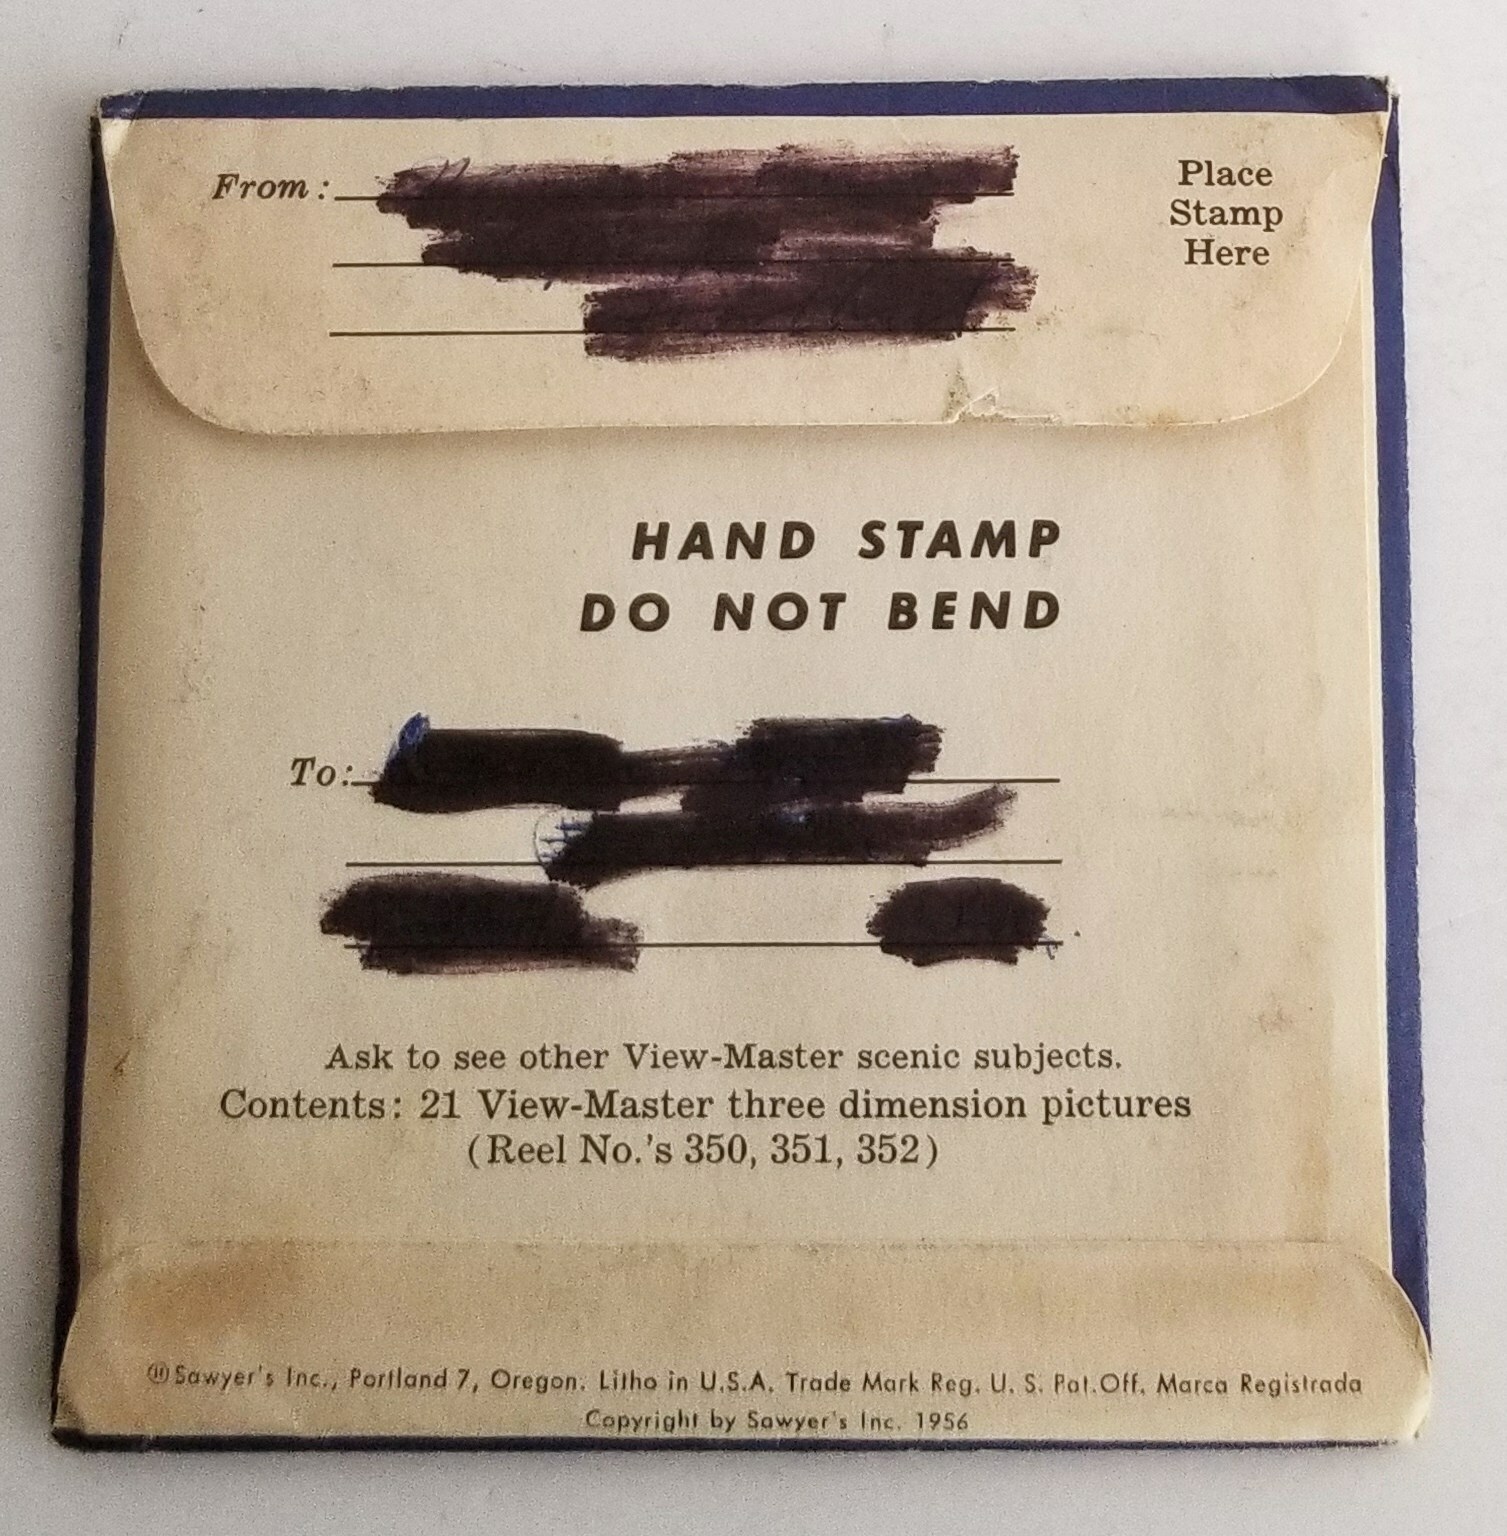 From:
Place
Stamp
Here
HAND STAMP
DO NOT BEND
To:
Ask to see other View-Master scenic subjects.
Contents: 21 View-Master three dimension pictures
(Reel No.'s 350, 351, 352)
Sawyer's Inc., Portland 7, Oregon. Litho in U.S.A. Trade Mark Reg. U. S. Pat. Off. Marca Registrada
Copyright by Sawyer's Inc. 1956